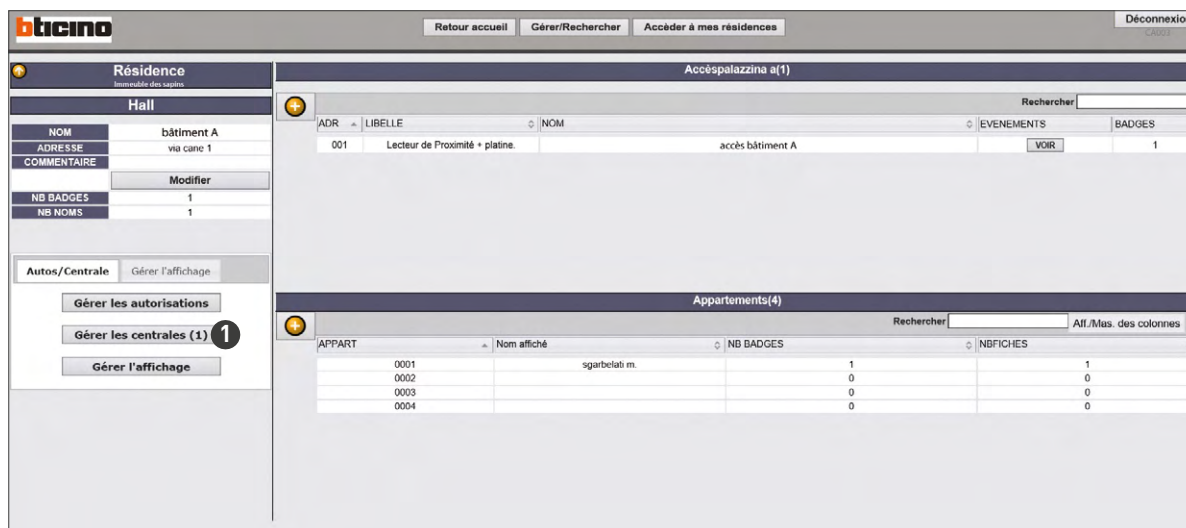 bticino
Retour accueil Gérer/Rechercher Accèder à mes résidences Déconnexio
CAD23
Résidence
Immeuble des sapins
Hall
NOM bâtiment A
ADRESSE via cane 1
COMMENTAIRE
Modifier
NB BADGES 1
NB NOMS 1
Autos/Centrale Gérer l'affichage
Gérer les autorisations
Gérer les centrales (1) 1
Gérer l'affichage
Accèspalazzina a(1)
Rechercher
ADR LIBELLE NOM EVENEMENTS BADGES
001 Lecteur de Proximité + platine. accès bâtiment A VOIR 1
Appartements(4)
Rechercher Aff./Mas. des colonnes
APPART Nom affiché NB BADGES NBFICHES
0001 sgarbelati m. 1 1
0002 0 0
0003 0 0
0004 0 0